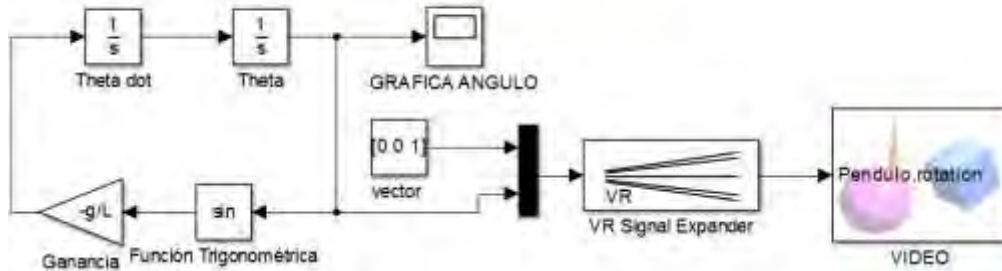 1
s
Theta dot
1
s
Theta
GRAFICA ANGULO
[0 0 1]
vector
-g/L
Ganancia
sin
Función Trigonométrica
VR
VR Signal Expander
Pendulo.rotation
VIDEO